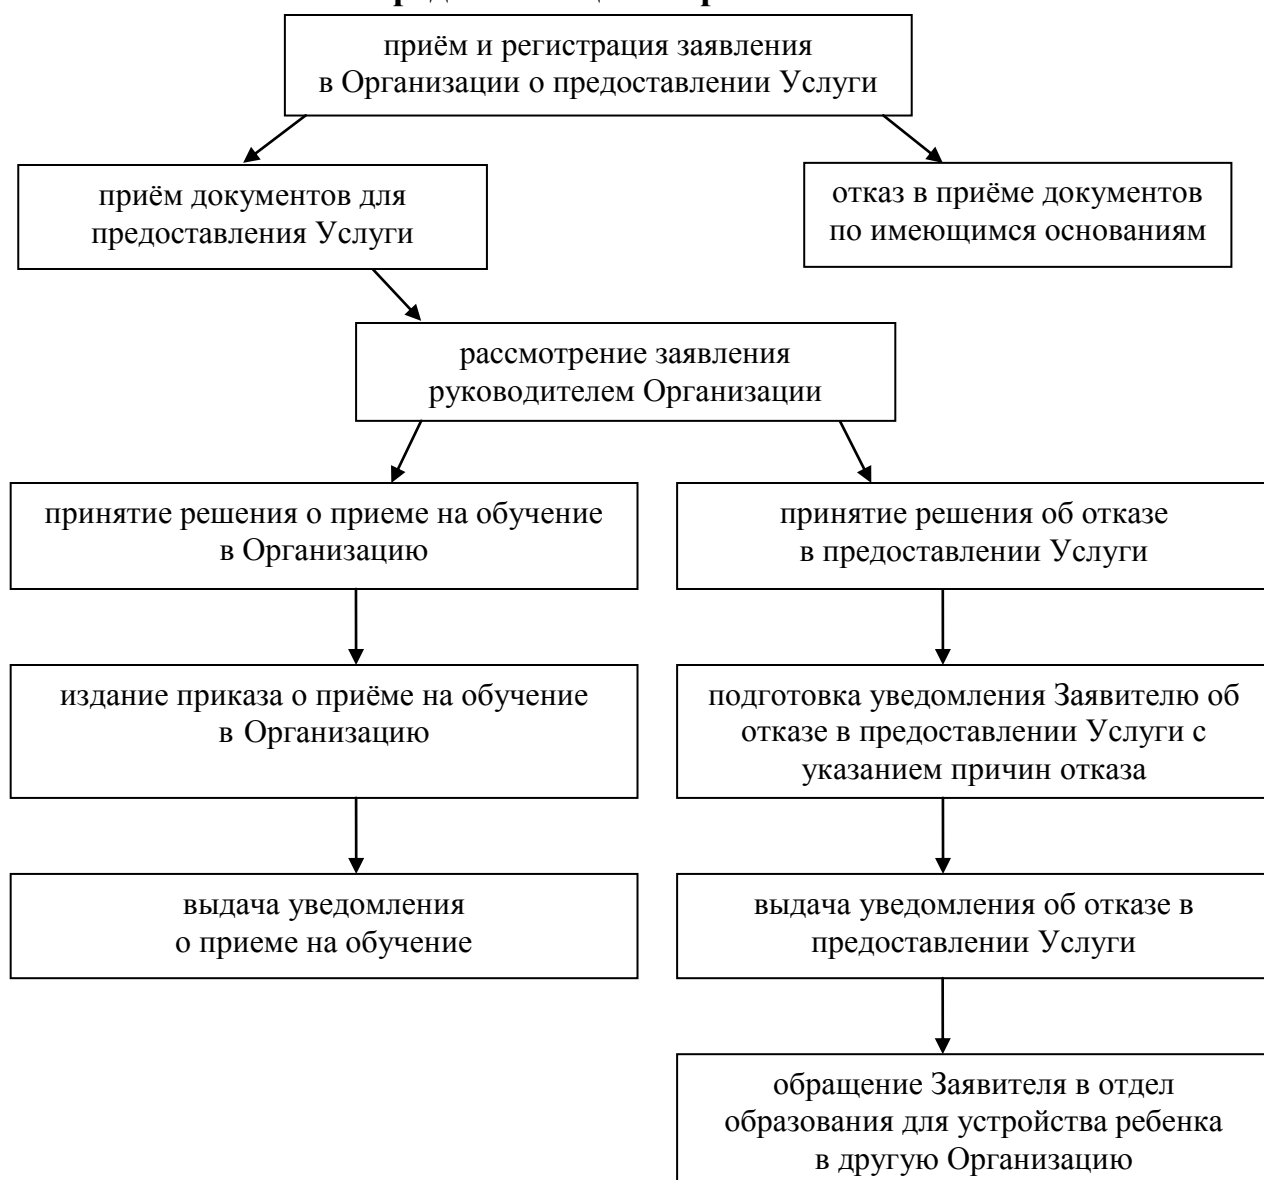 приём и регистрация заявления
в Организации о предоставлении Услуги
приём документов для
предоставления Услуги
отказ в приёме документов
по имеющимся основаниям
рассмотрение заявления
руководителем Организации
принятие решения о приеме на обучение
в Организацию
принятие решения об отказе
в предоставлении Услуги
издание приказа о приёме на обучение
в Организацию
подготовка уведомления Заявителю об
отказе в предоставлении Услуги с
указанием причин отказа
выдача уведомления
о приеме на обучение
выдача уведомления об отказе в
предоставлении Услуги
обращение Заявителя в отдел
образования для устройства ребенка
в другую Организацию